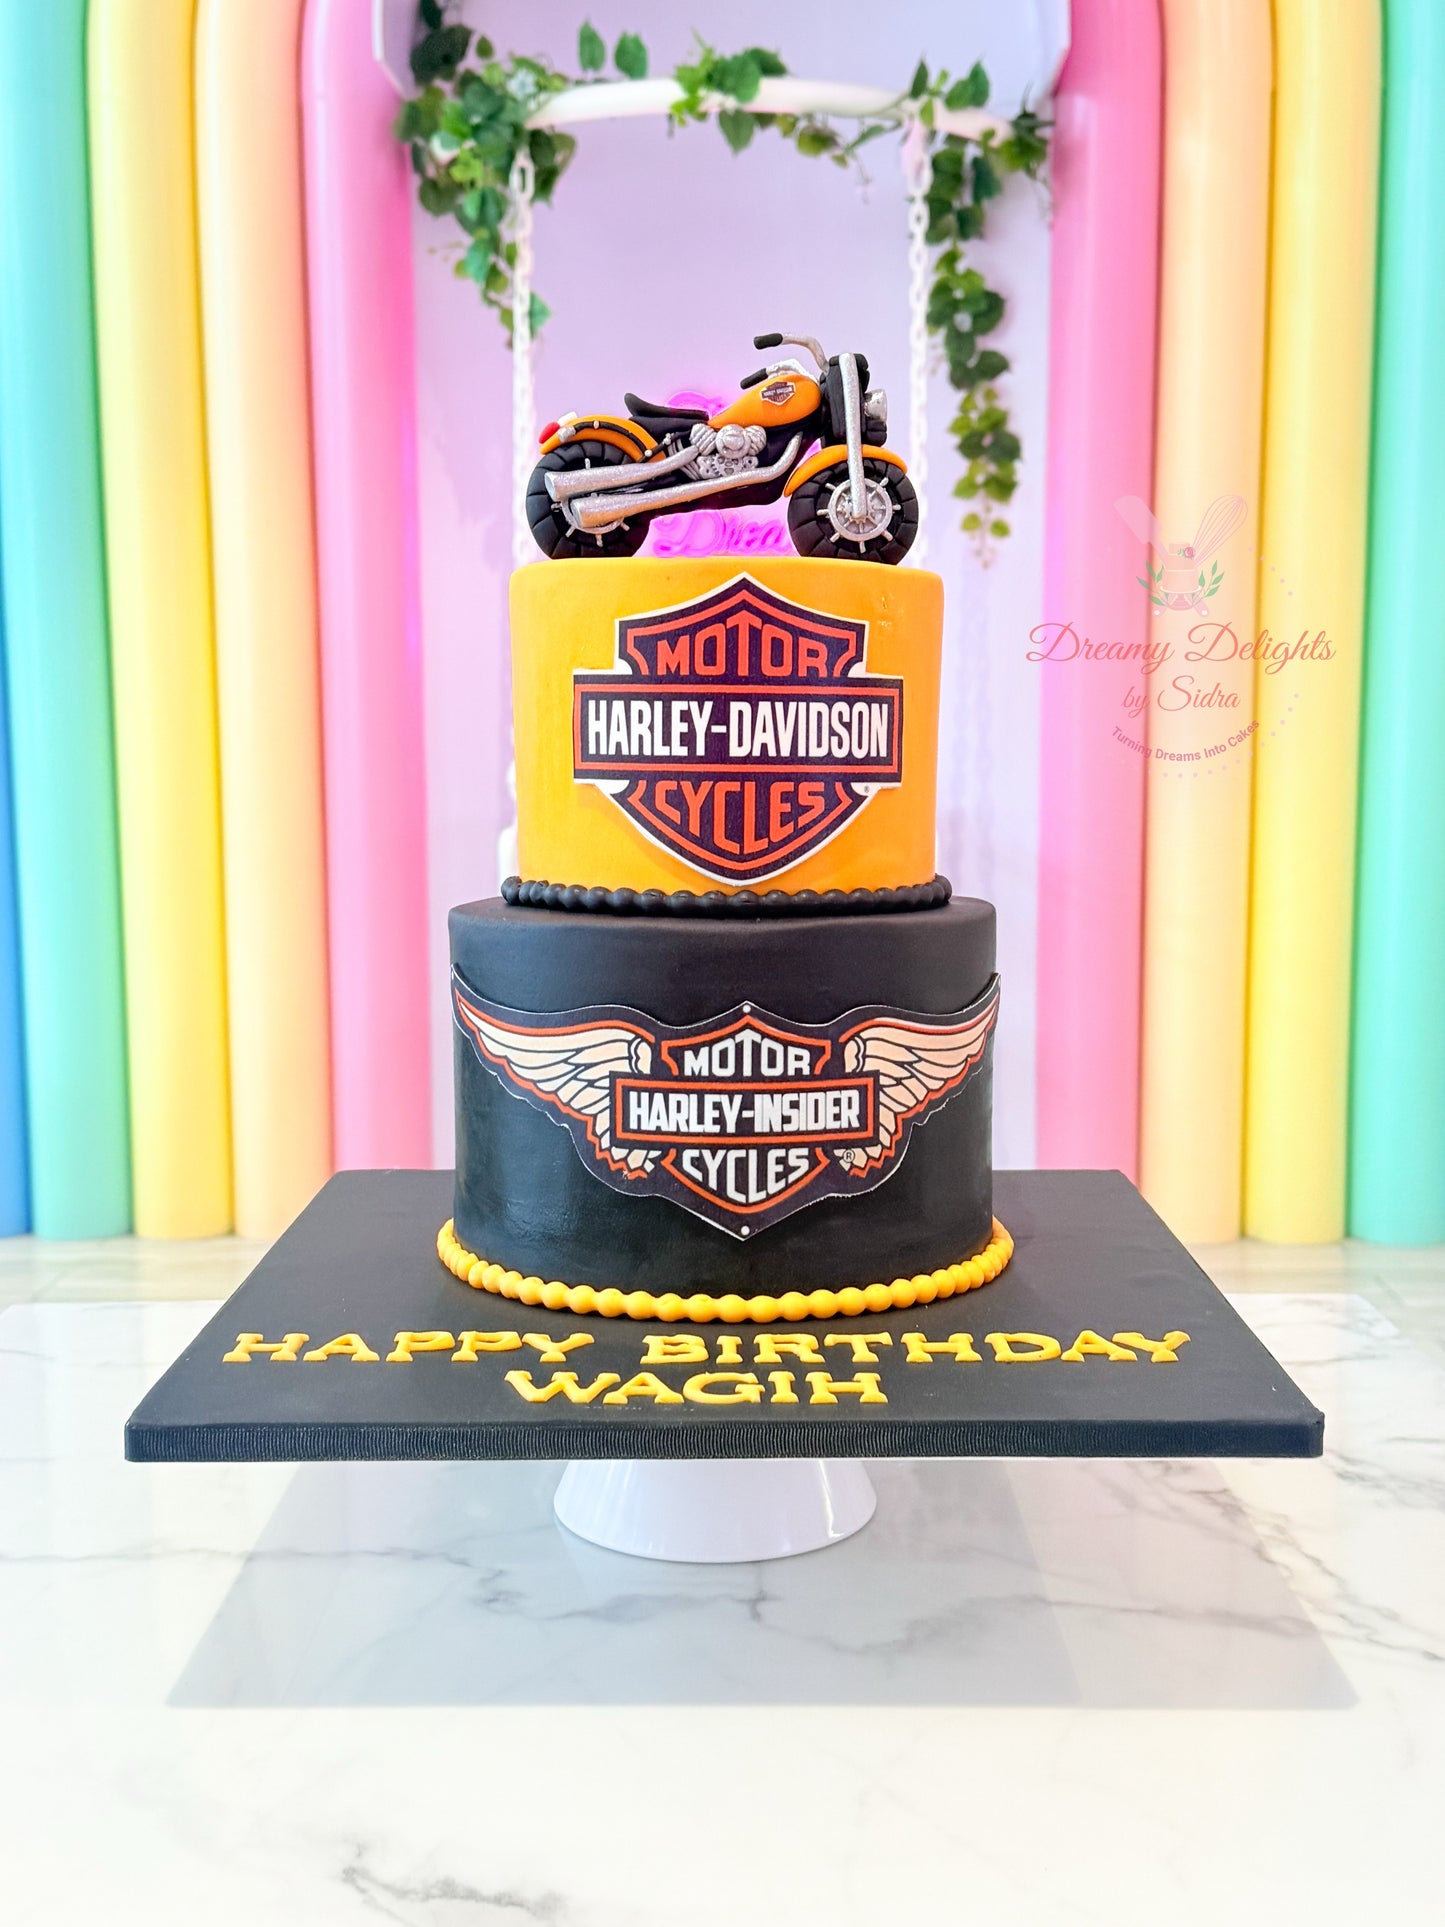 MOTOR
HARLEY-DAVIDSON
CYCLES
®
MOTOR
HARLEY-INSIDER
CYCLES
®
HAPPY BIRTHDAY
WAGIH
Dreamy Delights
by Sidra
Turning Dreams Into Cakes